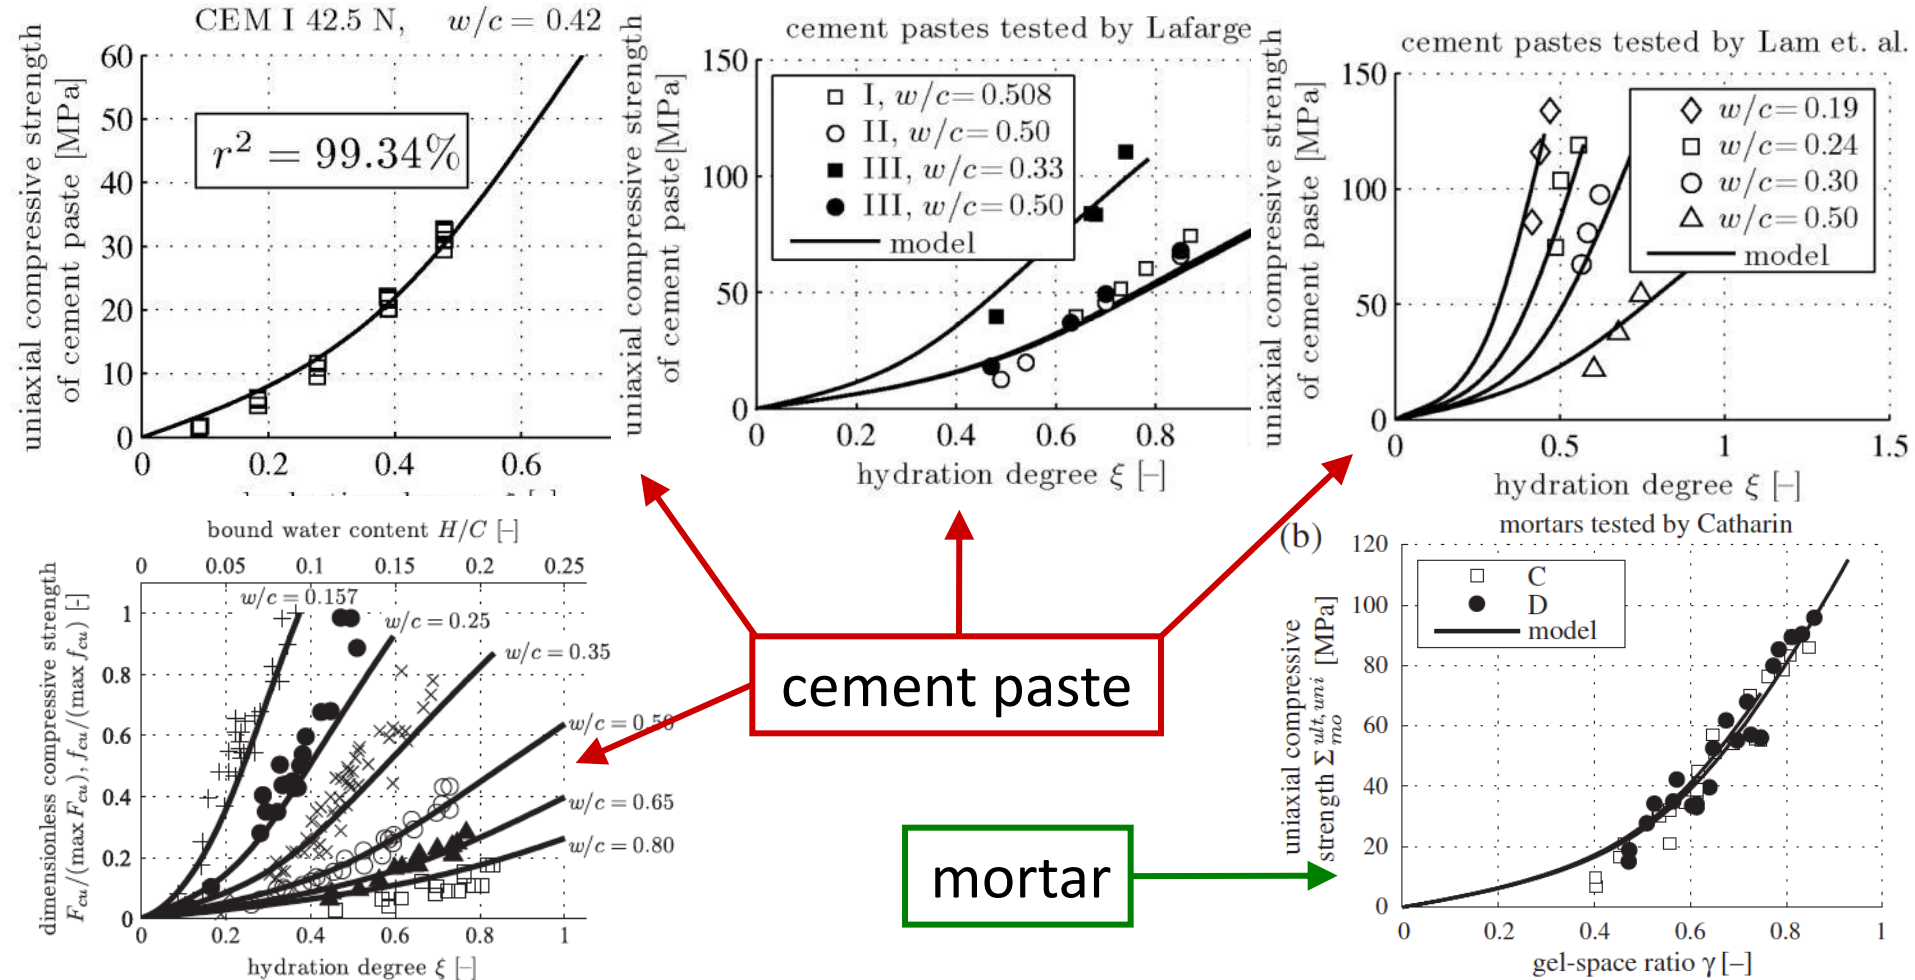 CEM I 42.5 N, w/c = 0.42
uniaxial compressive strength
of cement paste [MPa]
60
50
40
30
20
10
0
r² = 99.34%
0 0.2 0.4 0.6
cement pastes tested by Lafarge
uniaxial compressive strength
of cement paste[MPa]
150
100
50
0
I, w/c = 0.508
II, w/c = 0.50
III, w/c = 0.33
III, w/c = 0.50
model
0 0.2 0.4 0.6 0.8
hydration degree ξ [–]
cement pastes tested by Lam et. al.
uniaxial compressive strength
of cement paste [MPa]
150
100
50
0
w/c = 0.19
w/c = 0.24
w/c = 0.30
w/c = 0.50
model
0 0.5 1 1.5
hydration degree ξ [–]
bound water content H/C [–]
0 0.05 0.1 0.15 0.2 0.25
dimensionless compressive strength
F_cu/(max F_cu), f_cu/(max f_cu) [–]
1
0.8
0.6
0.4
0.2
0
w/c = 0.157
w/c = 0.25
w/c = 0.35
w/c = 0.50
w/c = 0.65
w/c = 0.80
0 0.2 0.4 0.6 0.8 1
hydration degree ξ [–]
cement paste
mortar
(b)
mortars tested by Catharin
uniaxial compressive
strength Σ_mo^ult,uni [MPa]
120
100
80
60
40
20
0
C
D
model
0 0.2 0.4 0.6 0.8 1
gel-space ratio γ [–]